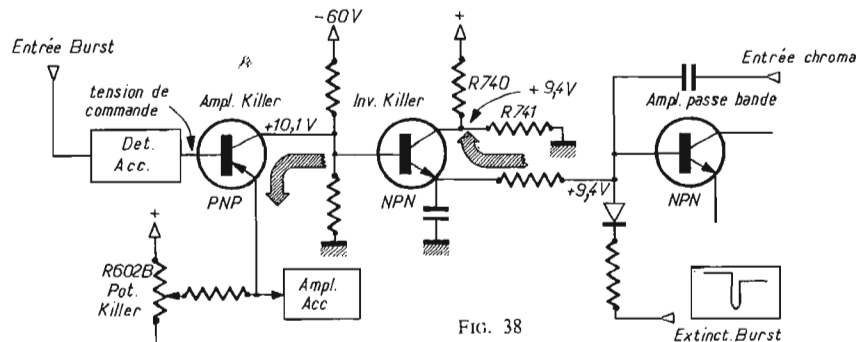 Entrée Burst
tension de
commande
Det.
Acc.
Ampl. Killer
+10,1V
PNP
-60V
Inv. Killer
NPN
+
R740
+9,4V
R741
+9,4V
Entrée chroma
Ampl. passe bande
NPN
+
R602B
Pot.
Killer
Ampl.
Acc
FIG. 38
Extinct. Burst